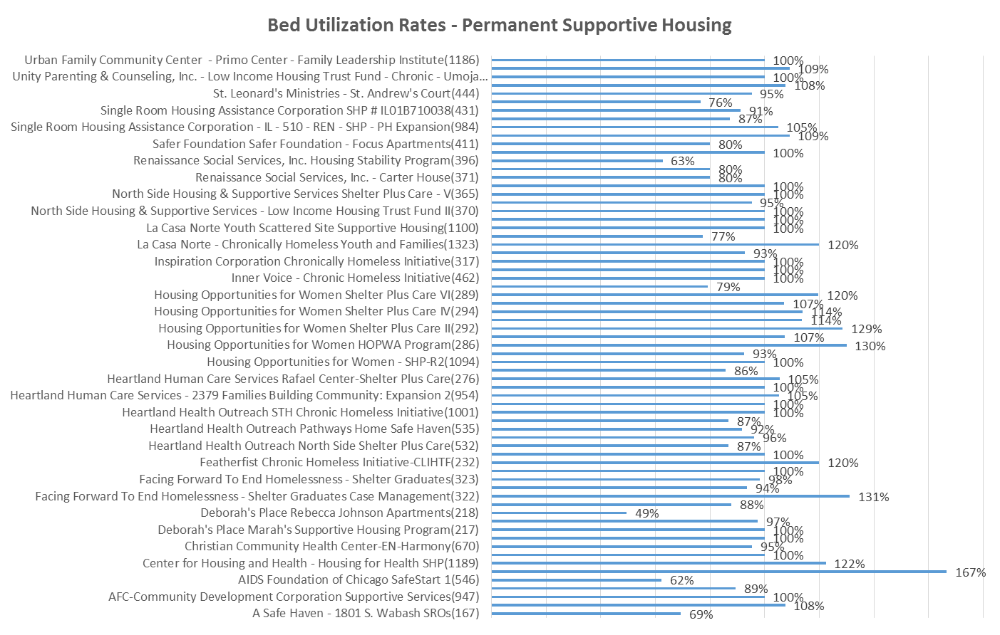 Bed Utilization Rates - Permanent Supportive Housing
Urban Family Community Center  - Primo Center - Family Leadership Institute(1186) 100%
109%
Unity Parenting & Counseling, Inc. - Low Income Housing Trust Fund - Chronic - Umoja... 100%
108%
St. Leonard's Ministries - St. Andrew's Court(444) 95%
76%
Single Room Housing Assistance Corporation SHP # IL01B710038(431) 91%
87%
Single Room Housing Assistance Corporation - IL - 510 - REN - SHP - PH Expansion(984) 105%
109%
Safer Foundation Safer Foundation - Focus Apartments(411) 80%
100%
Renaissance Social Services, Inc. Housing Stability Program(396) 63%
80%
Renaissance Social Services, Inc. - Carter House(371) 80%
100%
North Side Housing & Supportive Services Shelter Plus Care - V(365) 100%
95%
North Side Housing & Supportive Services - Low Income Housing Trust Fund II(370) 100%
100%
La Casa Norte Youth Scattered Site Supportive Housing(1100) 100%
77%
La Casa Norte - Chronically Homeless Youth and Families(1323) 120%
93%
Inspiration Corporation Chronically Homeless Initiative(317) 100%
100%
Inner Voice - Chronic Homeless Initiative(462) 100%
79%
Housing Opportunities for Women Shelter Plus Care VI(289) 120%
107%
Housing Opportunities for Women Shelter Plus Care IV(294) 114%
114%
Housing Opportunities for Women Shelter Plus Care II(292) 129%
107%
Housing Opportunities for Women HOPWA Program(286) 130%
93%
Housing Opportunities for Women - SHP-R2(1094) 100%
86%
Heartland Human Care Services Rafael Center-Shelter Plus Care(276) 105%
100%
Heartland Human Care Services - 2379 Families Building Community: Expansion 2(954) 105%
100%
Heartland Health Outreach STH Chronic Homeless Initiative(1001) 100%
87%
Heartland Health Outreach Pathways Home Safe Haven(535) 92%
96%
Heartland Health Outreach North Side Shelter Plus Care(532) 87%
100%
Featherfist Chronic Homeless Initiative-CLIHTF(232) 120%
100%
Facing Forward To End Homelessness - Shelter Graduates(323) 98%
94%
Facing Forward To End Homelessness - Shelter Graduates Case Management(322) 131%
88%
Deborah's Place Rebecca Johnson Apartments(218) 49%
97%
Deborah's Place Marah's Supportive Housing Program(217) 100%
100%
Christian Community Health Center-EN-Harmony(670) 95%
100%
Center for Housing and Health - Housing for Health SHP(1189) 122%
167%
AIDS Foundation of Chicago SafeStart 1(546) 62%
89%
AFC-Community Development Corporation Supportive Services(947) 100%
108%
A Safe Haven - 1801 S. Wabash SROs(167) 69%